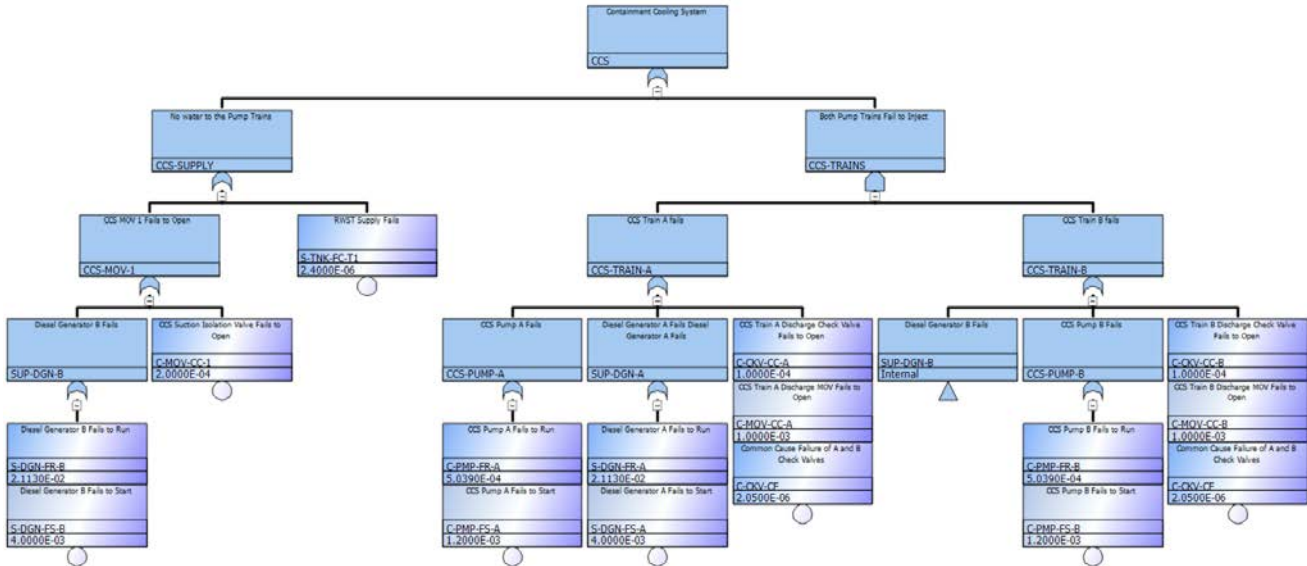 Containment Cooling System
CCS
No water to the Pump Trains
CCS-SUPPLY
Both Pump Trains Fail to Inject
CCS-TRAINS
CCS MOV 1 Fails to Open
CCS-MOV-1
RWST Supply Fails
S-TNK-FC-T1
2.4000E-06
CCS Train A fails
CCS-TRAIN-A
CCS Train B fails
CCS-TRAIN-B
Diesel Generator B Fails
SUP-DGN-B
CCS Suction Isolation Valve Fails to
Open
C-MOV-CC-1
2.0000E-04
CCS Pump A Fails
CCS-PUMP-A
Diesel Generator A Fails Diesel
Generator A Fails
SUP-DGN-A
CCS Train A Discharge Check Valve
Fails to Open
C-CKV-CC-A
1.0000E-04
CCS Train A Discharge MOV Fails to
Open
C-MOV-CC-A
1.0000E-03
Common Cause Failure of A and B
Check Valves
C-CKV-CF
2.0500E-06
Diesel Generator B Fails
SUP-DGN-B
Internal
CCS Pump B Fails
CCS-PUMP-B
CCS Train B Discharge Check Valve
Fails to Open
C-CKV-CC-B
1.0000E-04
CCS Train B Discharge MOV Fails to
Open
C-MOV-CC-B
1.0000E-03
Common Cause Failure of A and B
Check Valves
C-CKV-CF
2.0500E-06
Diesel Generator B Fails to Run
S-DGN-FR-B
2.1130E-02
Diesel Generator B Fails to Start
S-DGN-FS-B
4.0000E-03
CCS Pump A Fails to Run
C-PMP-FR-A
5.0390E-04
CCS Pump A Fails to Start
C-PMP-FS-A
1.2000E-03
Diesel Generator A Fails to Run
S-DGN-FR-A
2.1130E-02
Diesel Generator A Fails to Start
S-DGN-FS-A
4.0000E-03
CCS Pump B Fails to Run
C-PMP-FR-B
5.0390E-04
CCS Pump B Fails to Start
C-PMP-FS-B
1.2000E-03